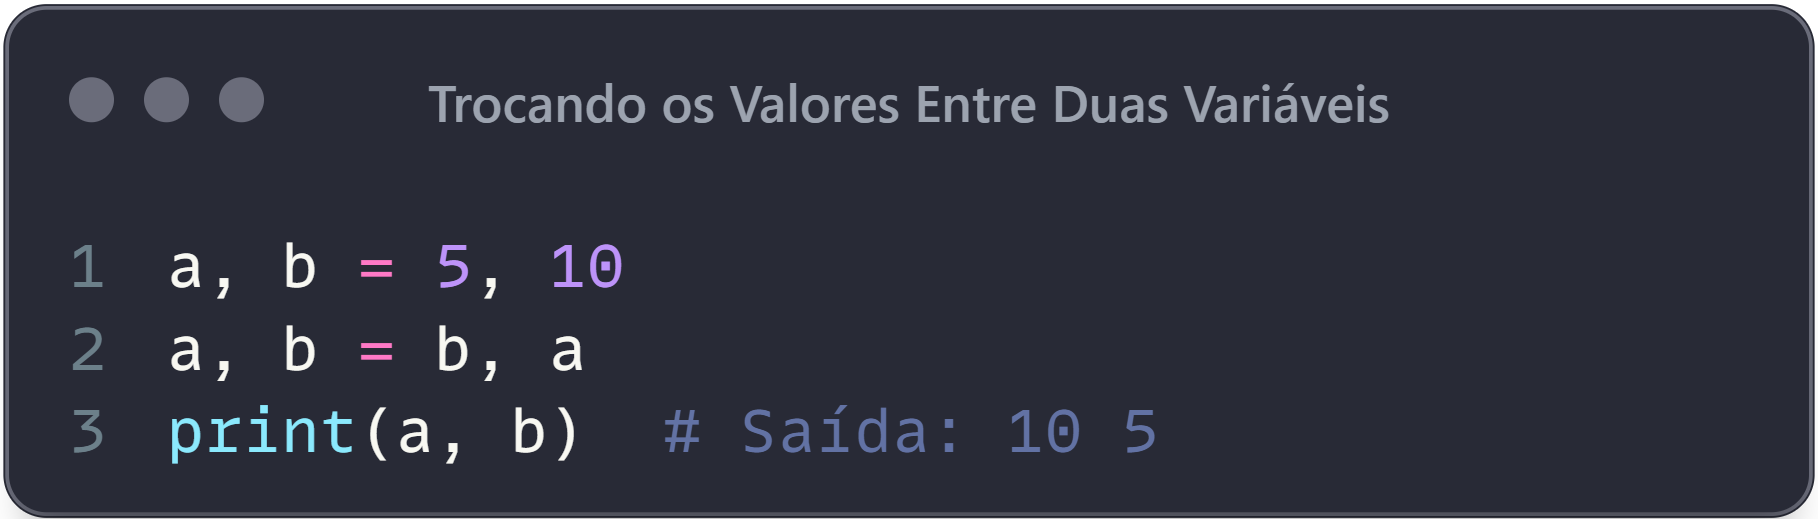 Trocando os Valores Entre Duas Variáveis
1 a, b = 5, 10
2 a, b = b, a
3 print(a, b)  # Saída: 10 5